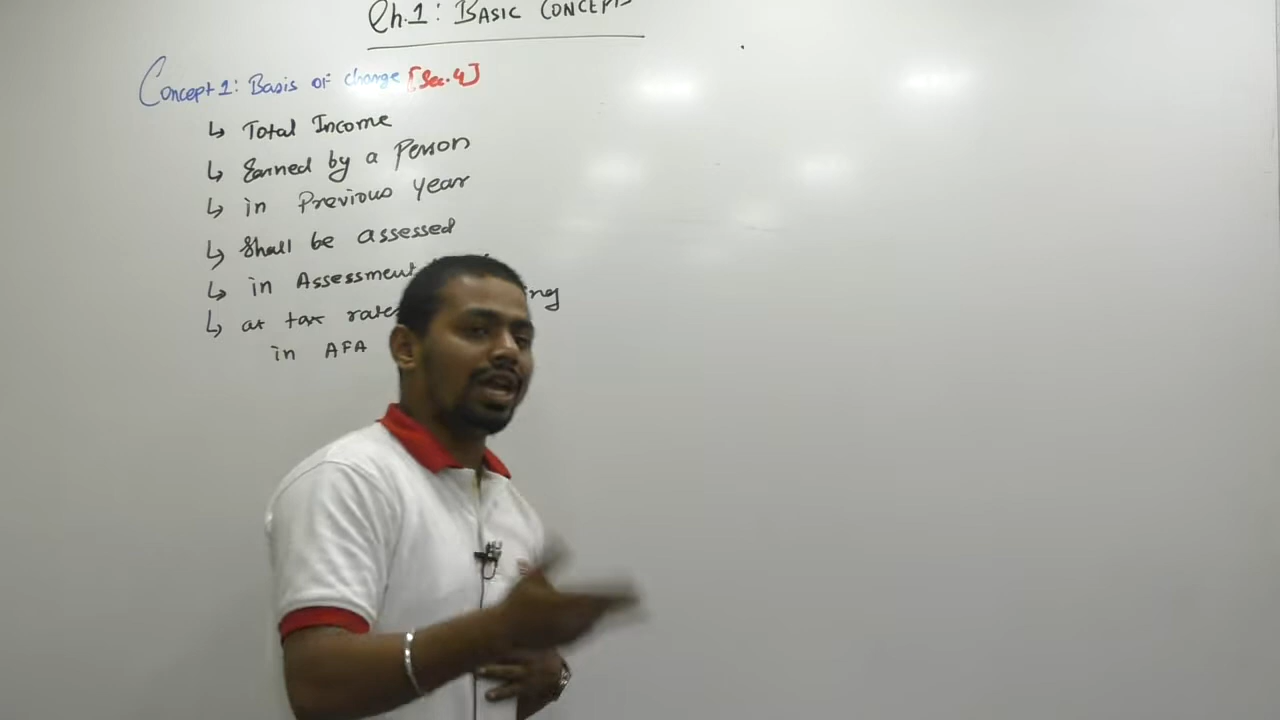 Ch.1: BASIC CONCEPTS
Concept 1: Basis of charge [Sec.4]
↳ Total Income
↳ Earned by a Person
↳ in Previous Year
↳ Shall be assessed
↳ in Assessment
↳ at tax rates
in AFA